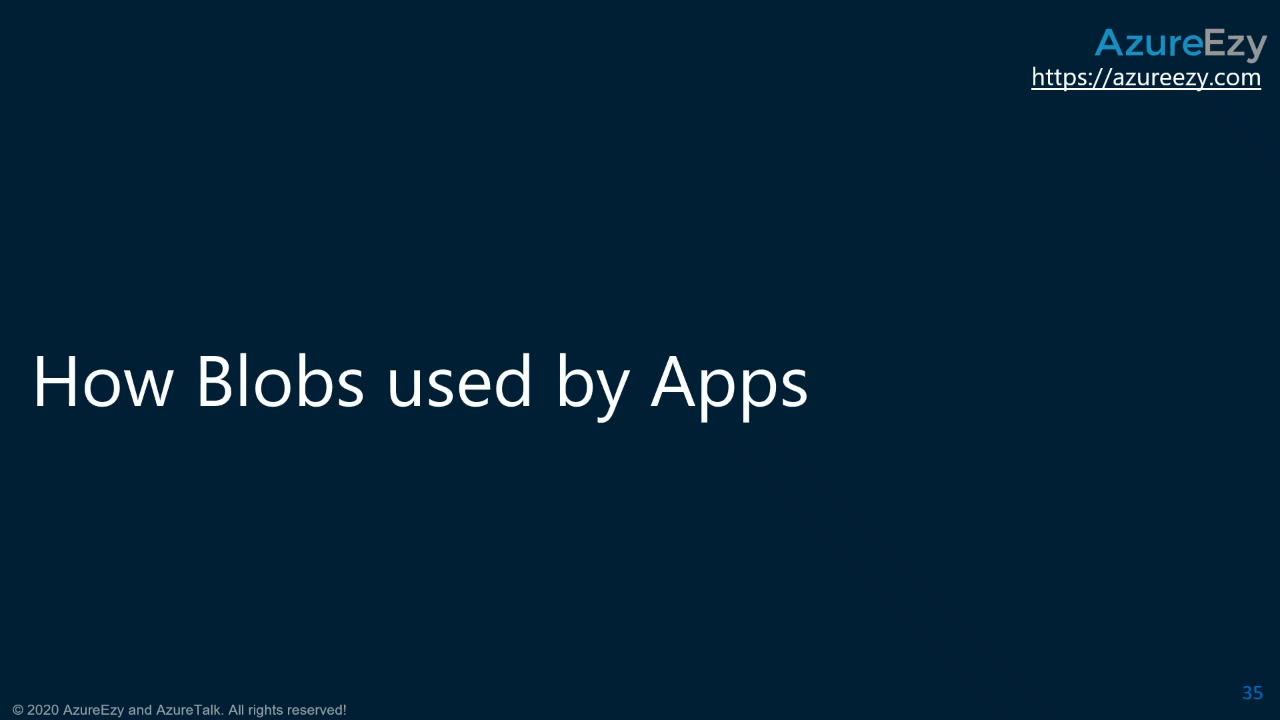 AzureEzy
https://azureezy.com
How Blobs used by Apps
35
© 2020 AzureEzy and AzureTalk. All rights reserved!